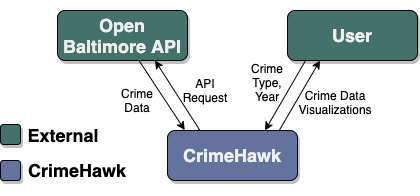 Open
Baltimore API
User
Crime
Data
API
Request
Crime
Type,
Year
Crime Data
Visualizations
External
CrimeHawk
CrimeHawk